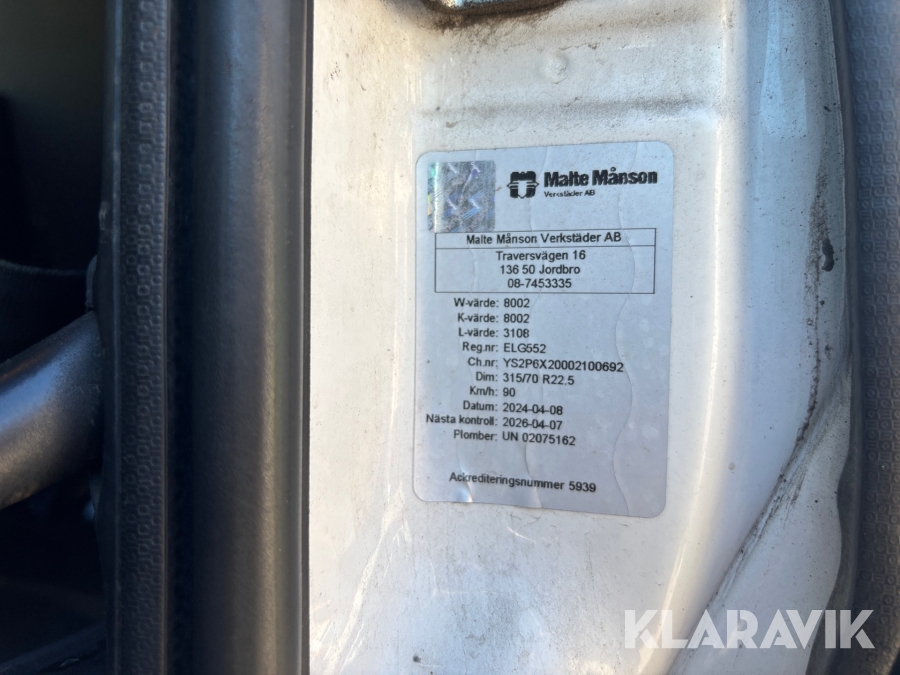 Malte Månson
Verkstäder AB
Malte Månson Verkstäder AB
Traversvägen 16
136 50 Jordbro
08-7453335
W-värde: 8002
K-värde: 8002
L-värde: 3108
Reg.nr: ELG552
Ch.nr: YS2P6X20002100692
Dim: 315/70 R22.5
Km/h: 90
Datum: 2024-04-08
Nästa kontroll: 2026-04-07
Plomber: UN 02075162
Ackrediteringsnummer 5939
KLARAVIK